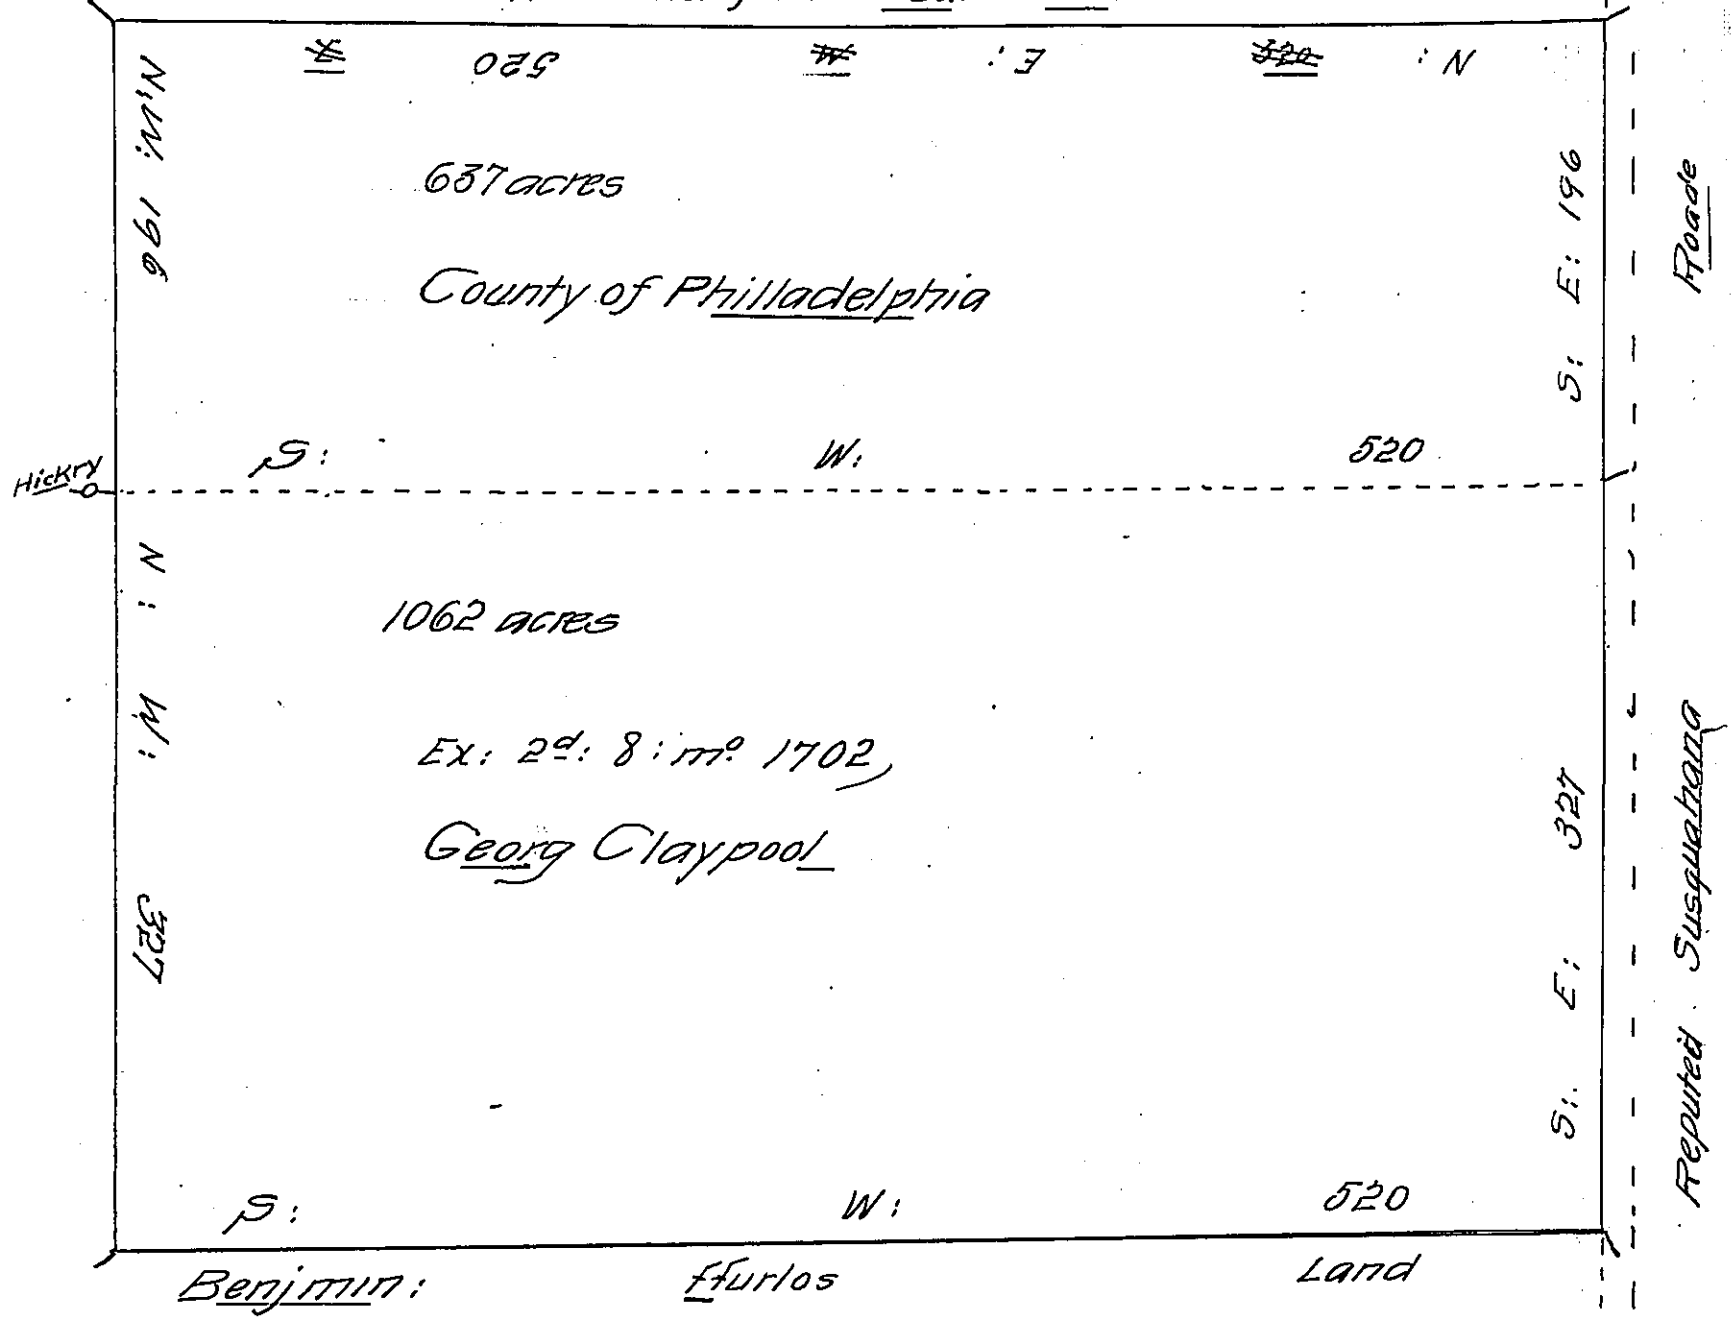 N: E: 520
N:W: 196
637 acres
County of Philladelphia
S: E: 196
Roade
S: W: 520
Hickry
N: W: 327
1062 acres
Ex: 2d: 8: mo 1702
Georg Claypool
S: E: 327
Reputed Susquahana
S: W: 520
Benjmin: ffurlos Land